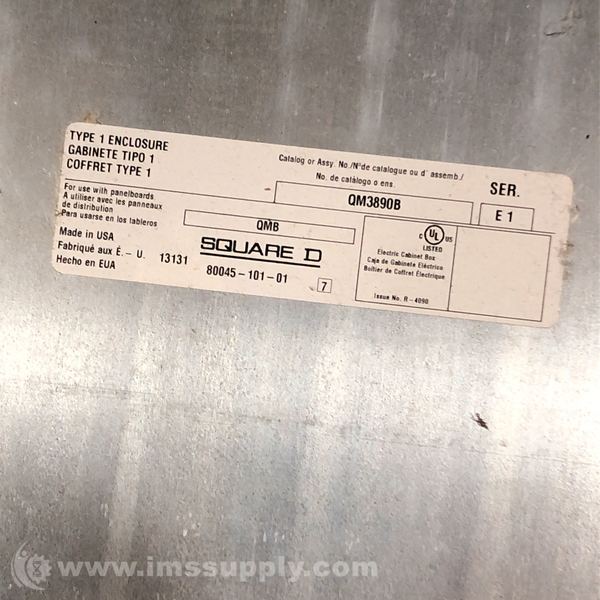 TYPE 1 ENCLOSURE
GABINETE TIPO 1
COFFRET TYPE 1
Catalog or Assy. No./N°de catalogue ou d' assemb./
No. de catálogo o ens.
SER.
QM3890B
E 1
For use with panelboards
A utiliser avec les panneaux
de distribution
Para usarse en los tableros
QMB
Made in USA
Fabriqué aux É. - U. 13131
Hecho en EUA
SQUARE D
80045-101-01
7
C UL US
LISTED
Electric Cabinet Box
Caja de Gabinete Eléctrica
Boîtier de Coffret Électrique
Issue No. R-4090
www.imssupply.com